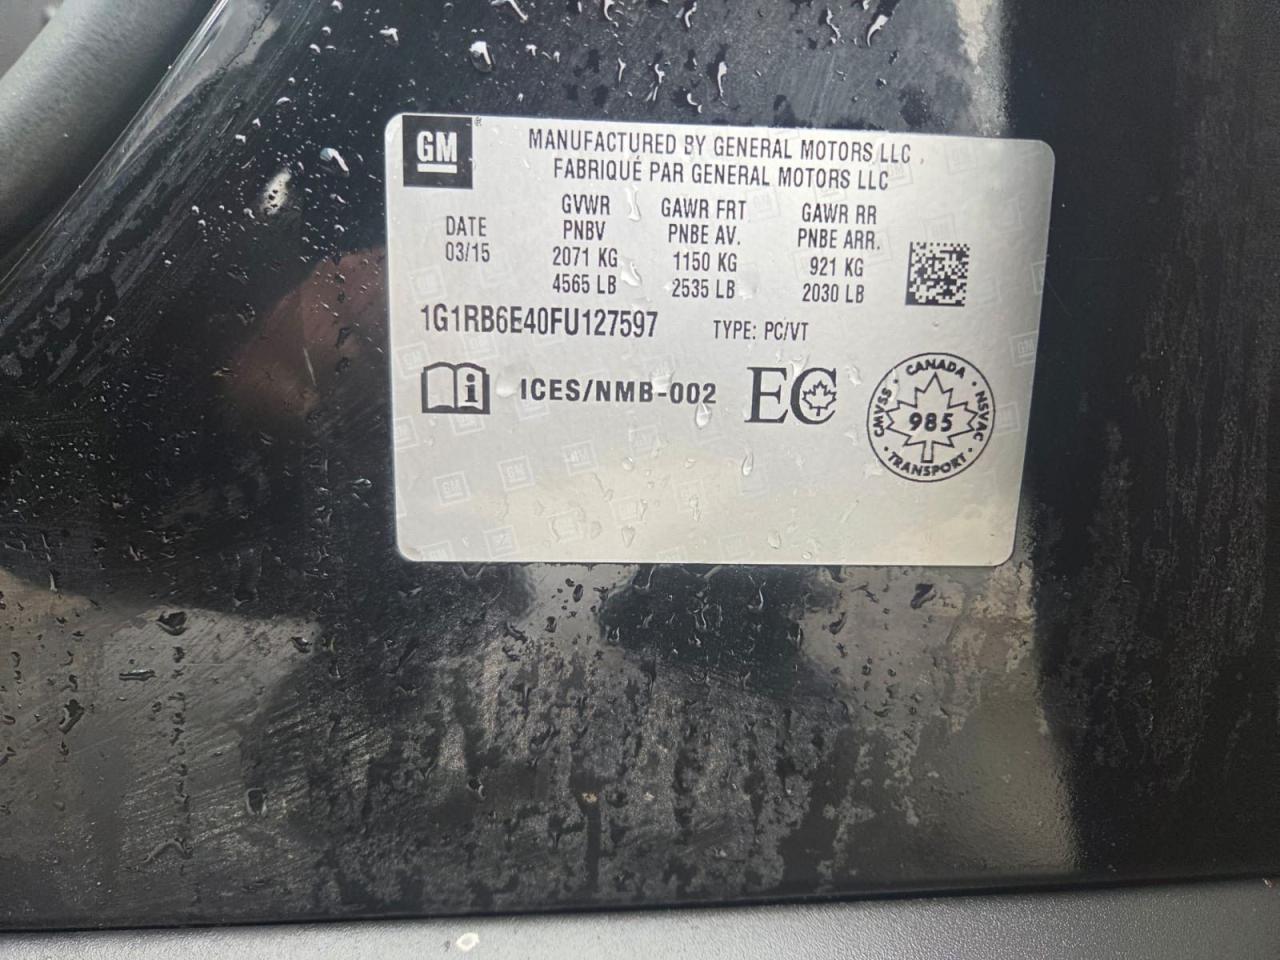 GM
MANUFACTURED BY GENERAL MOTORS LLC
FABRIQUÉ PAR GENERAL MOTORS LLC
DATE
03/15
GVWR
PNBV
2071 KG
4565 LB
GAWR FRT
PNBE AV.
1150 KG
2535 LB
GAWR RR
PNBE ARR.
921 KG
2030 LB
1G1RB6E40FU127597
TYPE: PC/VT
ICES/NMB-002
EC
CANADA
CMVSS · NSVAC
985
TRANSPORT